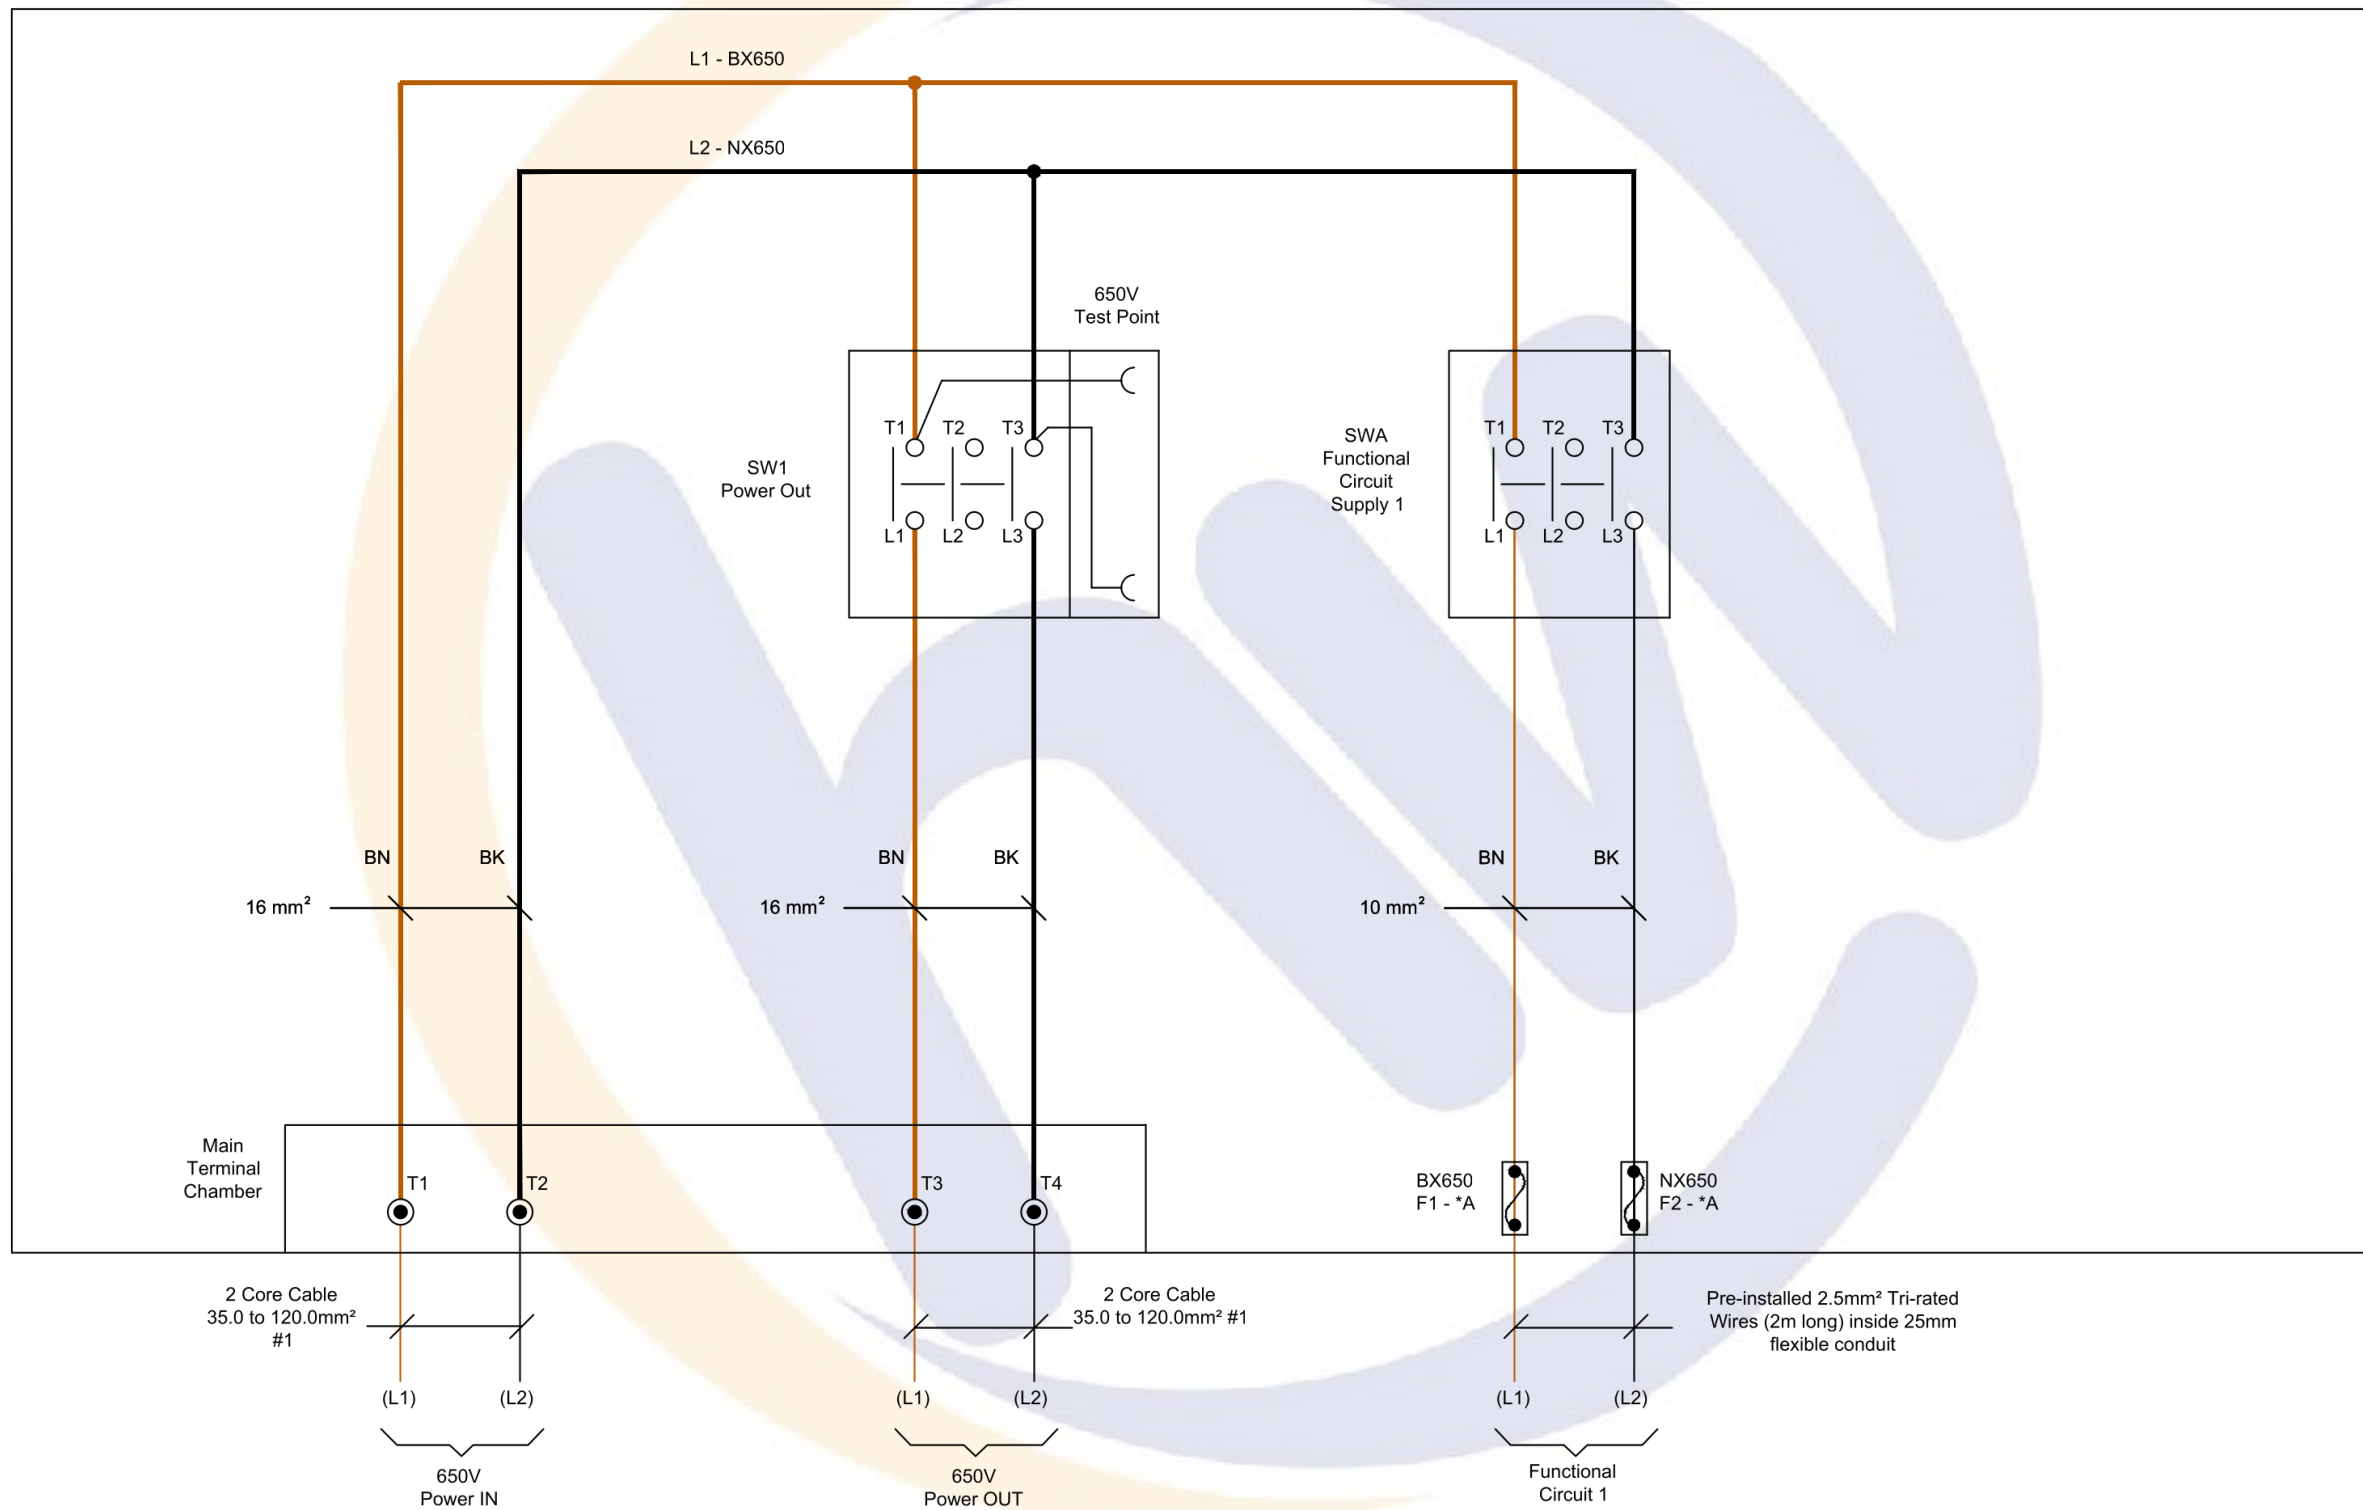 L1 - BX650
L2 - NX650
650V
Test Point
T1
T2
T3
SW1
Power Out
L1
L2
L3
SWA
Functional
Circuit
Supply 1
T1
T2
T3
L1
L2
L3
BN
BK
16 mm²
BN
BK
16 mm²
BN
BK
10 mm²
Main
Terminal
Chamber
T1
T2
T3
T4
BX650
F1 - *A
NX650
F2 - *A
2 Core Cable
35.0 to 120.0mm²
#1
2 Core Cable
35.0 to 120.0mm² #1
Pre-installed 2.5mm² Tri-rated
Wires (2m long) inside 25mm
flexible conduit
(L1)
(L2)
(L1)
(L2)
(L1)
(L2)
650V
Power IN
650V
Power OUT
Functional
Circuit 1